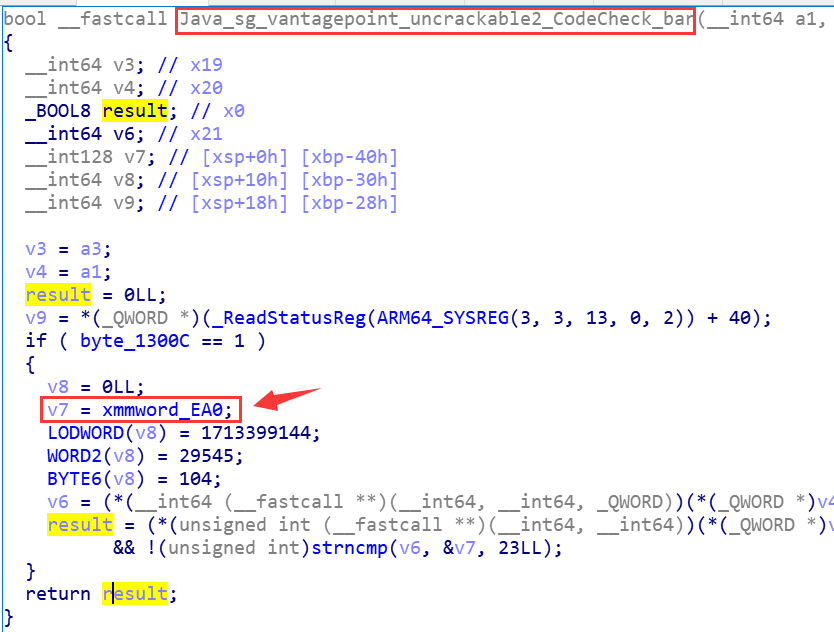 bool __fastcall Java_sg_vantagepoint_uncrackable2_CodeCheck_bar(__int64 a1,
{
__int64 v3; // x19
__int64 v4; // x20
_BOOL8 result; // x0
__int64 v6; // x21
__int128 v7; // [xsp+0h] [xbp-40h]
__int64 v8; // [xsp+10h] [xbp-30h]
__int64 v9; // [xsp+18h] [xbp-28h]
v3 = a3;
v4 = a1;
result = 0LL;
v9 = *(_QWORD *)(_ReadStatusReg(ARM64_SYSREG(3, 3, 13, 0, 2)) + 40);
if ( byte_1300C == 1 )
{
v8 = 0LL;
v7 = xmmword_EA0;
LODWORD(v8) = 1713399144;
WORD2(v8) = 29545;
BYTE6(v8) = 104;
v6 = (*(__int64 (__fastcall **)(__int64, __int64, _QWORD))(*(_QWORD *)v4
result = (*(unsigned int (__fastcall **)(__int64, __int64))(*(_QWORD *)v
&& !(unsigned int)strncmp(v6, &v7, 23LL);
}
return result;
}